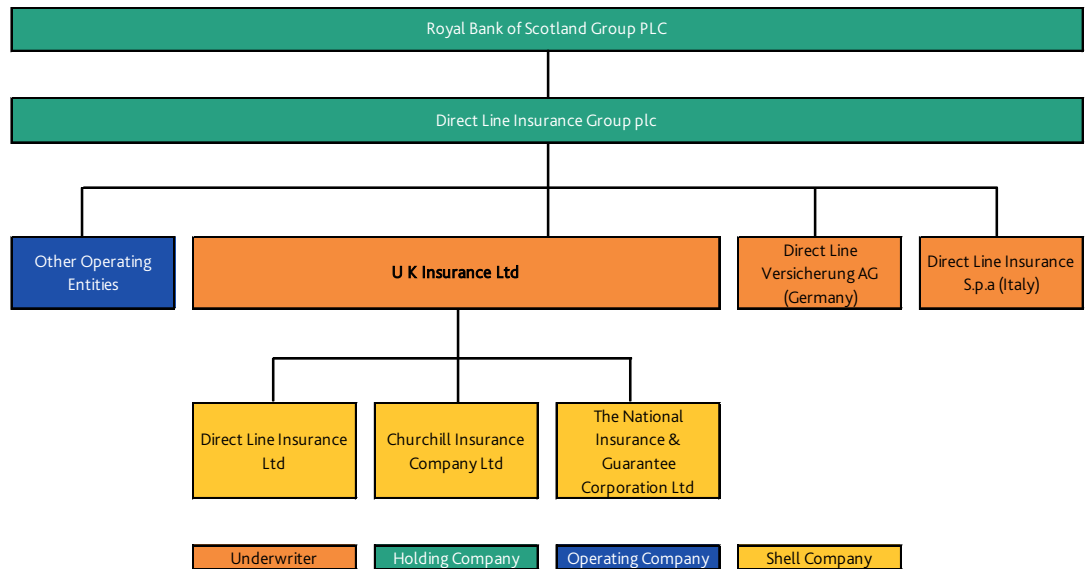 Royal Bank of Scotland Group PLC
Direct Line Insurance Group plc
Other Operating
Entities
U K Insurance Ltd
Direct Line
Versicherung AG
(Germany)
Direct Line Insurance
S.p.a (Italy)
Direct Line Insurance
Ltd
Churchill Insurance
Company Ltd
The National
Insurance &
Guarantee
Corporation Ltd
Underwriter
Holding Company
Operating Company
Shell Company